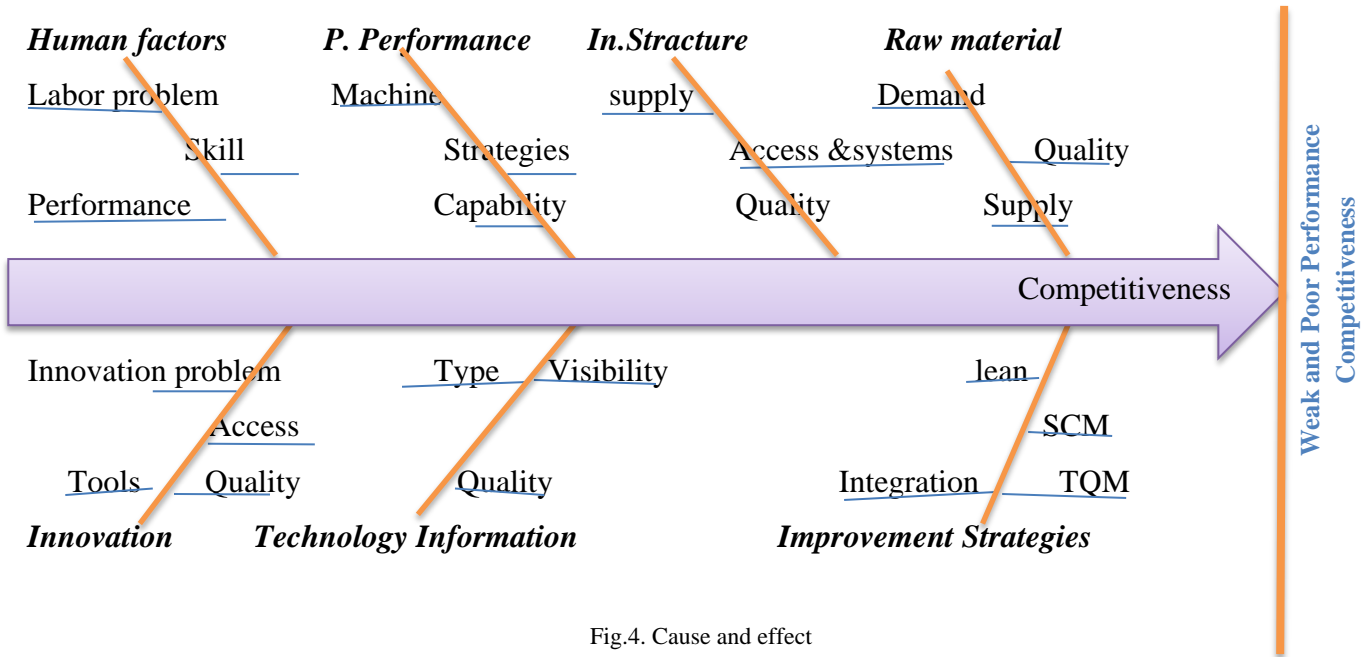 Human factors P. Performance In.Stracture Raw material
Labor problem Machine supply Demand
Skill Strategies Access &systems Quality
Performance Capability Quality Supply
Competitiveness
Weak and Poor Performance
Competitiveness
Innovation problem Type Visibility lean
Access SCM
Tools Quality Quality Integration TQM
Innovation Technology Information Improvement Strategies
Fig.4. Cause and effect